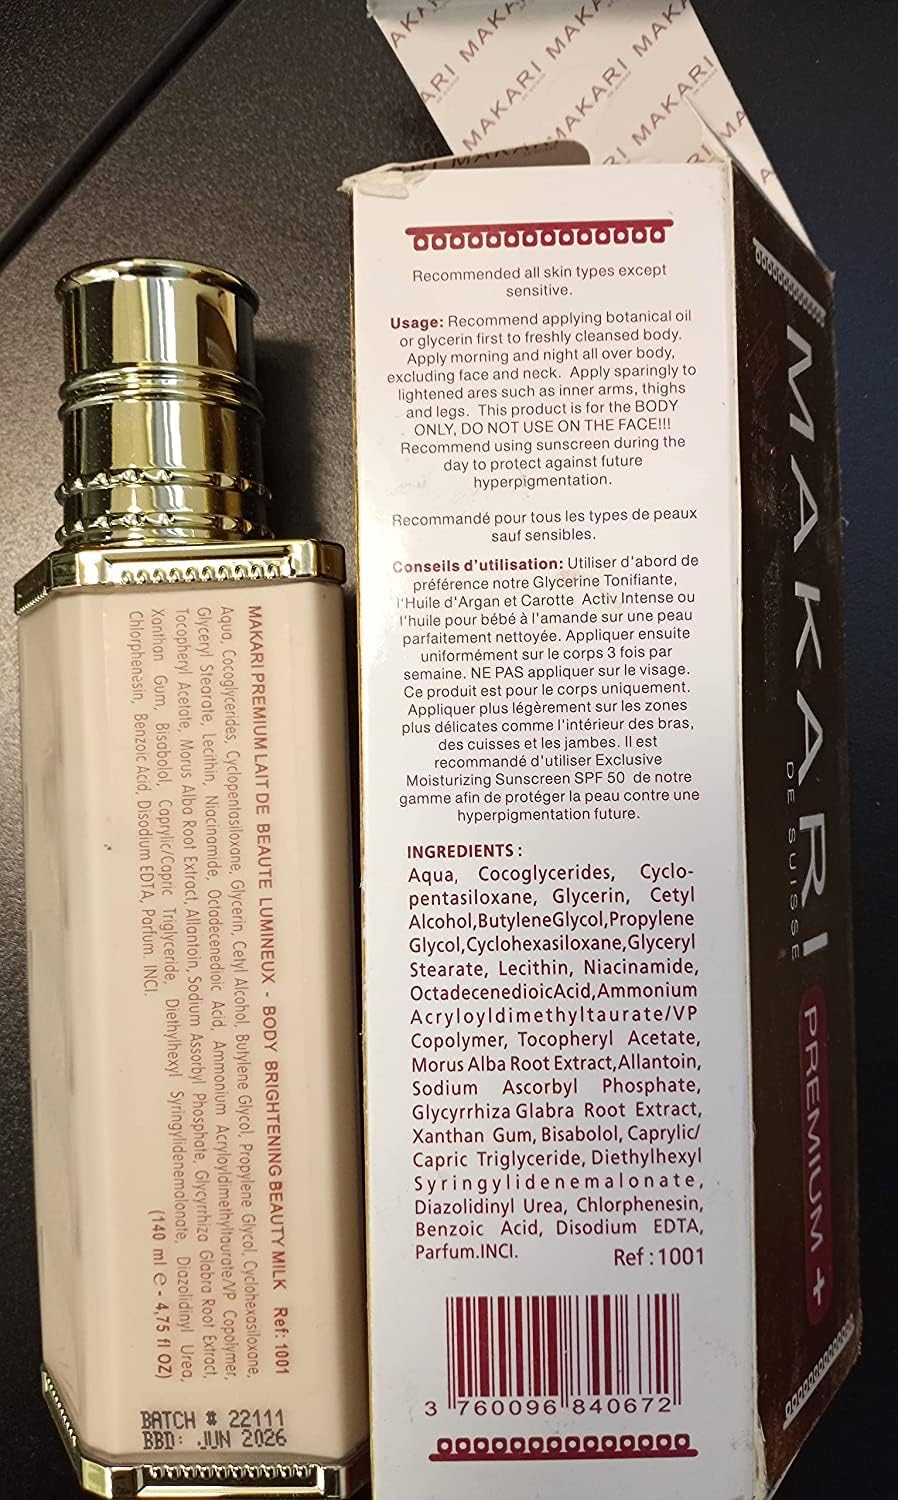 MAKARI
Recommended all skin types except
sensitive.
Usage: Recommend applying botanical oil
or glycerin first to freshly cleansed body.
Apply morning and night all over body,
excluding face and neck. Apply sparingly to
lightened ares such as inner arms, thighs
and legs. This product is for the BODY
ONLY, DO NOT USE ON THE FACE!!!
Recommend using sunscreen during the
day to protect against future
hyperpigmentation.
Recommandé pour tous les types de peaux
sauf sensibles.
Conseils d'utilisation: Utiliser d'abord de
préférence notre Glycerine Tonifiante,
l'Huile d'Argan et Carotte Activ Intense ou
l'huile pour bébé à l'amande sur une peau
parfaitement nettoyée. Appliquer ensuite
uniformément sur le corps 3 fois par
semaine. NE PAS appliquer sur le visage.
Ce produit est pour le corps uniquement.
Appliquer plus légèrement sur les zones
plus délicates comme l'intérieur des bras,
des cuisses et les jambes. Il est
recommandé d'utiliser Exclusive
Moisturizing Sunscreen SPF 50 de notre
gamme afin de protéger la peau contre une
hyperpigmentation future.
INGREDIENTS :
Aqua, Cocoglycerides, Cyclo-
pentasiloxane, Glycerin, Cetyl
Alcohol,ButyleneGlycol,Propylene
Glycol,Cyclohexasiloxane,Glyceryl
Stearate, Lecithin, Niacinamide,
OctadecenedioicAcid,Ammonium
Acryloyldimethyltaurate/VP
Copolymer, Tocopheryl Acetate,
Morus Alba Root Extract,Allantoin,
Sodium Ascorbyl Phosphate,
Glycyrrhiza Glabra Root Extract,
Xanthan Gum, Bisabolol, Caprylic/
Capric Triglyceride, Diethylhexyl
Syringylidenemalonate,
Diazolidinyl Urea, Chlorphenesin,
Benzoic Acid, Disodium EDTA,
Parfum.INCI.
Ref : 1001
3 760096 840672
MAKARI
DE SUISSE
PREMIUM +
MAKARI PREMIUM LAIT DE BEAUTE LUMINEUX - BODY BRIGHTENING BEAUTY MILK Ref: 1001
Aqua, Cocoglycerides, Cyclopentasiloxane, Glycerin, Cetyl Alcohol, Butylene Glycol, Propylene Glycol, Cyclohexasiloxane,
Glyceryl Stearate, Lecithin, Niacinamide, Octadecenedioic Acid, Ammonium Acryloyldimethyltaurate/VP Copolymer,
Tocopheryl Acetate, Morus Alba Root Extract, Allantoin, Sodium Assorbyl Phosphate, Glycyrrhiza Glabra Root Extract,
Xanthan Gum, Bisabolol, Caprylic/Capric Triglyceride, Diethylhexyl Syringylidenemalonate, Diazolidinyl Urea,
Chlorphenesin, Benzoic Acid, Disodium EDTA, Parfum. INCI.
(140 ml e - 4,75 fl OZ)
BATCH # 22111
BBD: JUN 2026